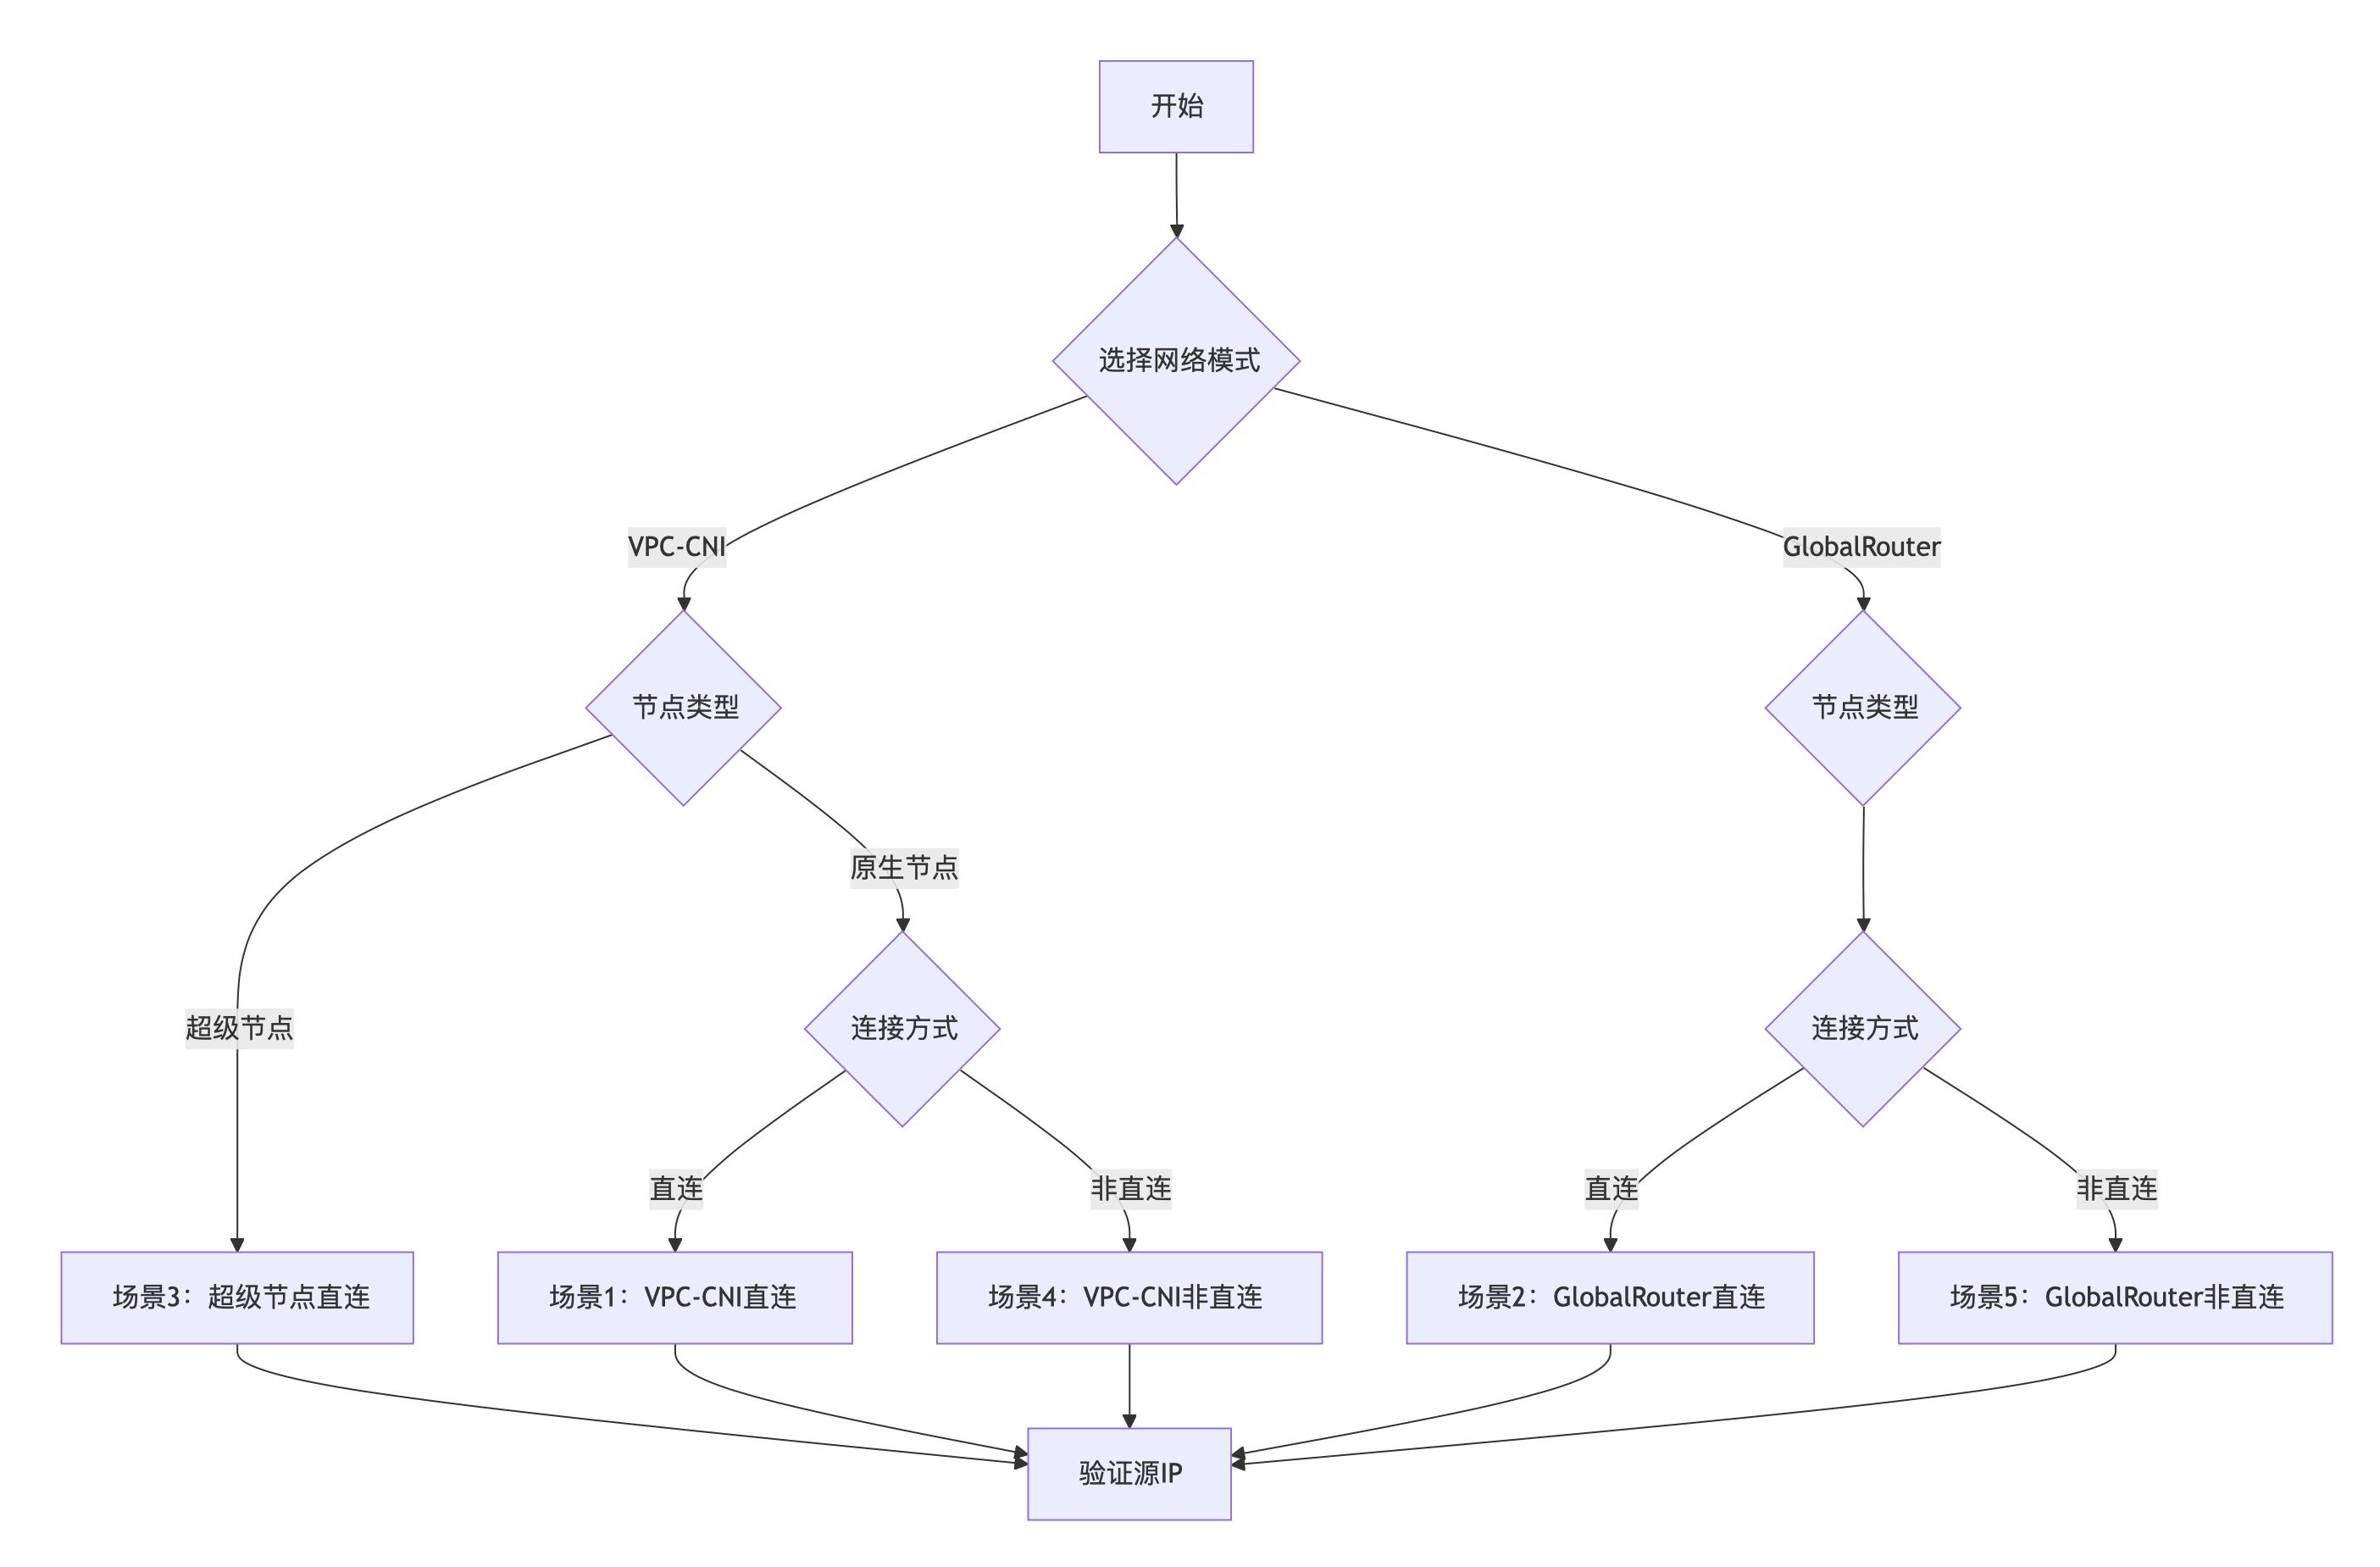 开始
选择网络模式
VPC-CNI
GlobalRouter
节点类型
节点类型
原生节点
超级节点
连接方式
连接方式
直连
非直连
直连
非直连
场景3：超级节点直连
场景1：VPC-CNI直连
场景4：VPC-CNI非直连
场景2：GlobalRouter直连
场景5：GlobalRouter非直连
验证源IP